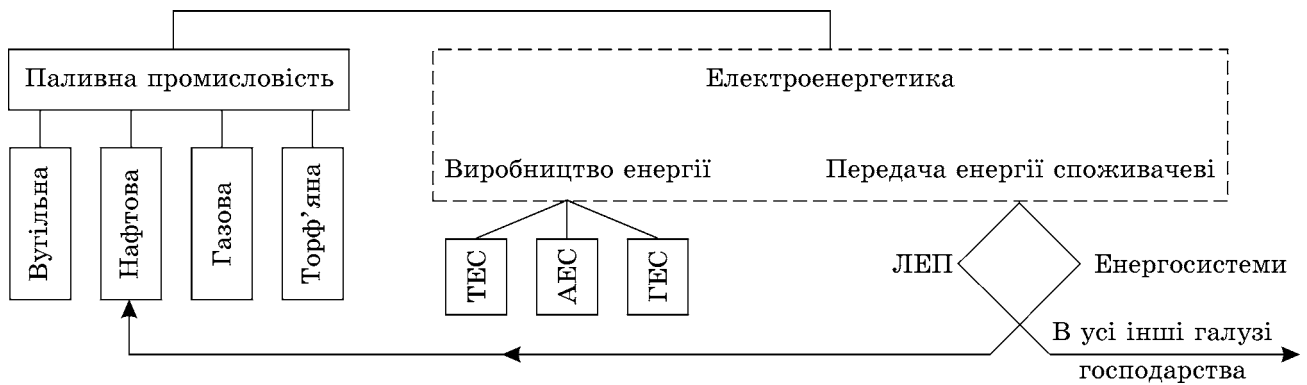 Паливна промисловість
Електроенергетика
Вугільна
Нафтова
Газова
Торф’яна
Виробництво енергії
Передача енергії споживачеві
ТЕС
АЕС
ГЕС
ЛЕП
Енергосистеми
В усі інші галузі
господарства